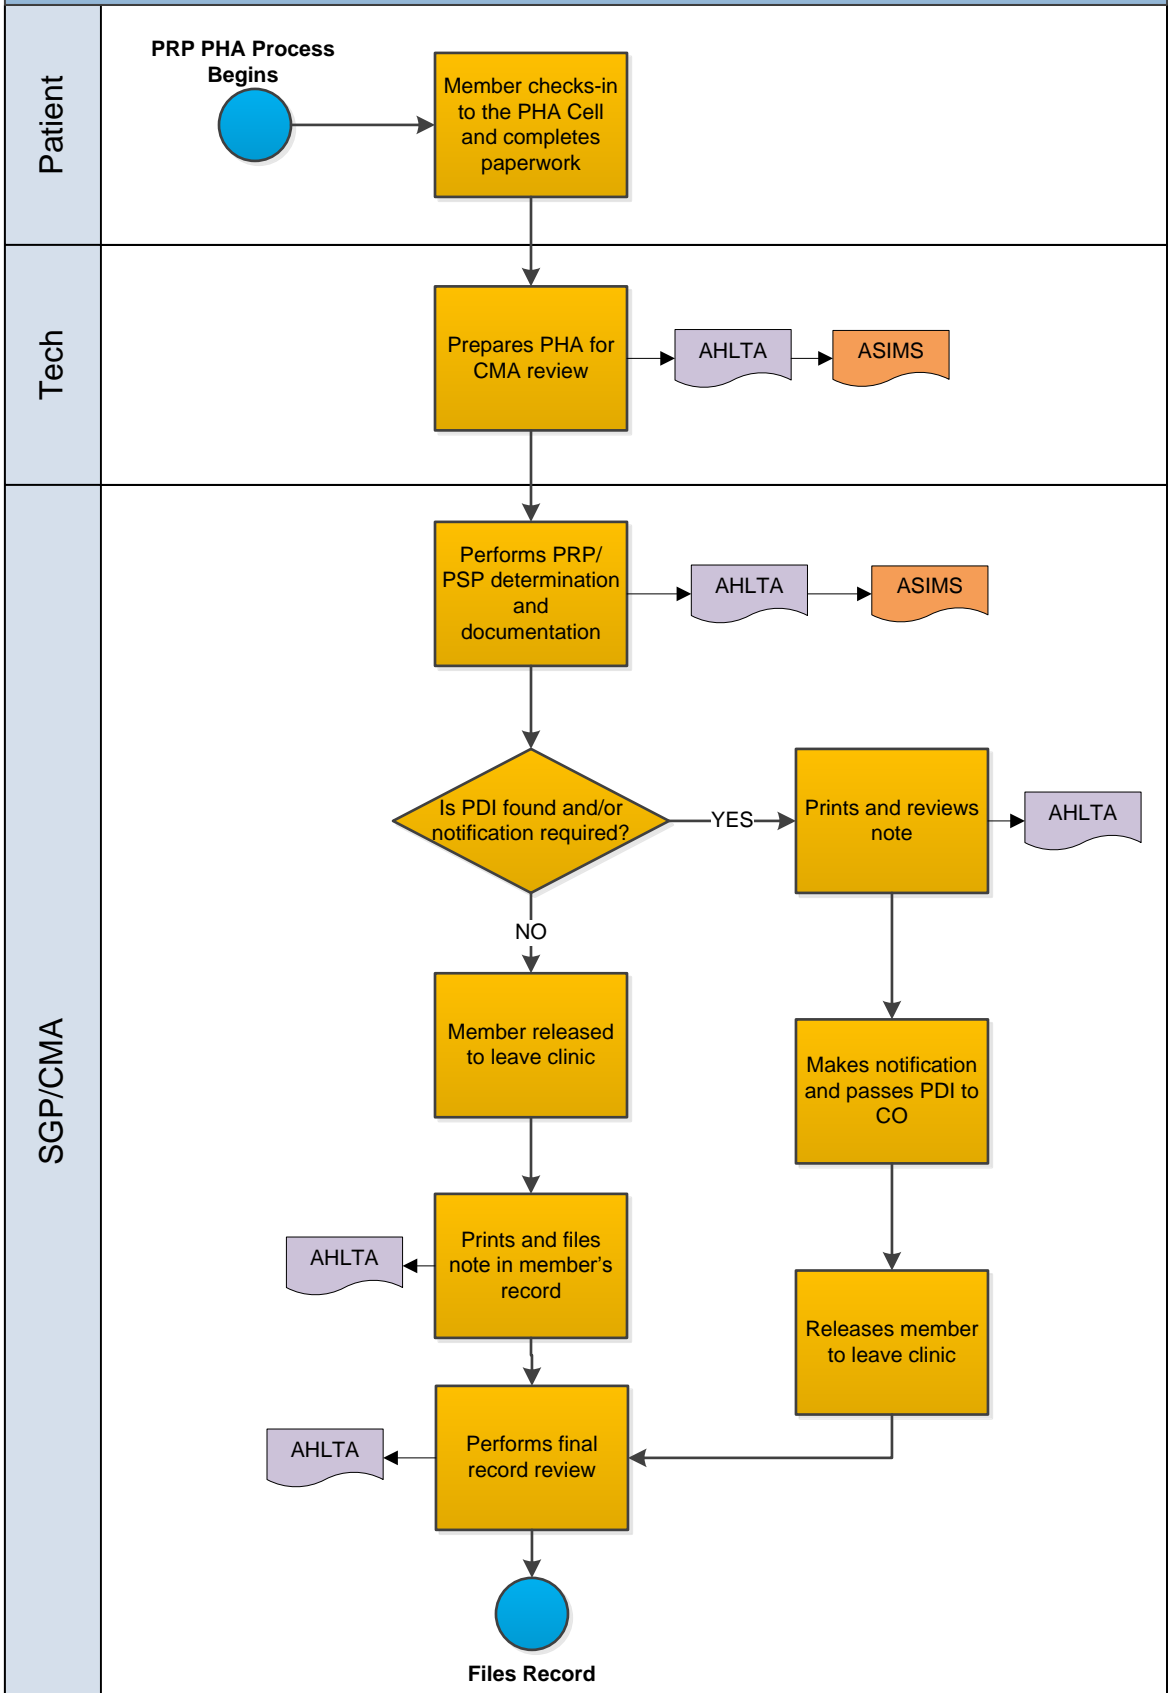 Patient
PRP PHA Process
Begins
Member checks-in
to the PHA Cell
and completes
paperwork
Tech
Prepares PHA for
CMA review
AHLTA
ASIMS
SGP/CMA
Performs PRP/
PSP determination
and
documentation
AHLTA
ASIMS
Is PDI found and/or
notification required?
YES
Prints and reviews
note
AHLTA
NO
Member released
to leave clinic
Makes notification
and passes PDI to
CO
Prints and files
note in member’s
record
AHLTA
Releases member
to leave clinic
Performs final
record review
AHLTA
Files Record